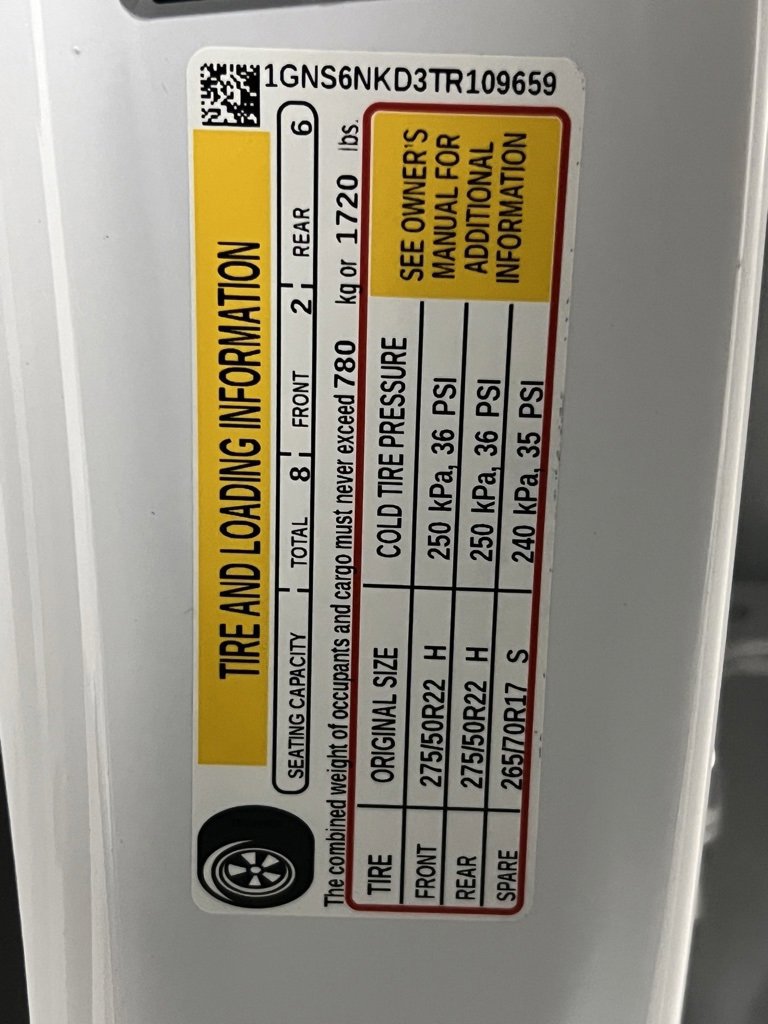 1GNS6NKD3TR109659
TIRE AND LOADING INFORMATION
SEATING CAPACITY TOTAL 8 FRONT 2 REAR 6
The combined weight of occupants and cargo must never exceed 780 kg or 1720 lbs.
TIRE ORIGINAL SIZE COLD TIRE PRESSURE
FRONT 275/50R22 H 250 kPa, 36 PSI
REAR 275/50R22 H 250 kPa, 36 PSI
SPARE 265/70R17 S 240 kPa, 35 PSI
SEE OWNER'S
MANUAL FOR
ADDITIONAL
INFORMATION